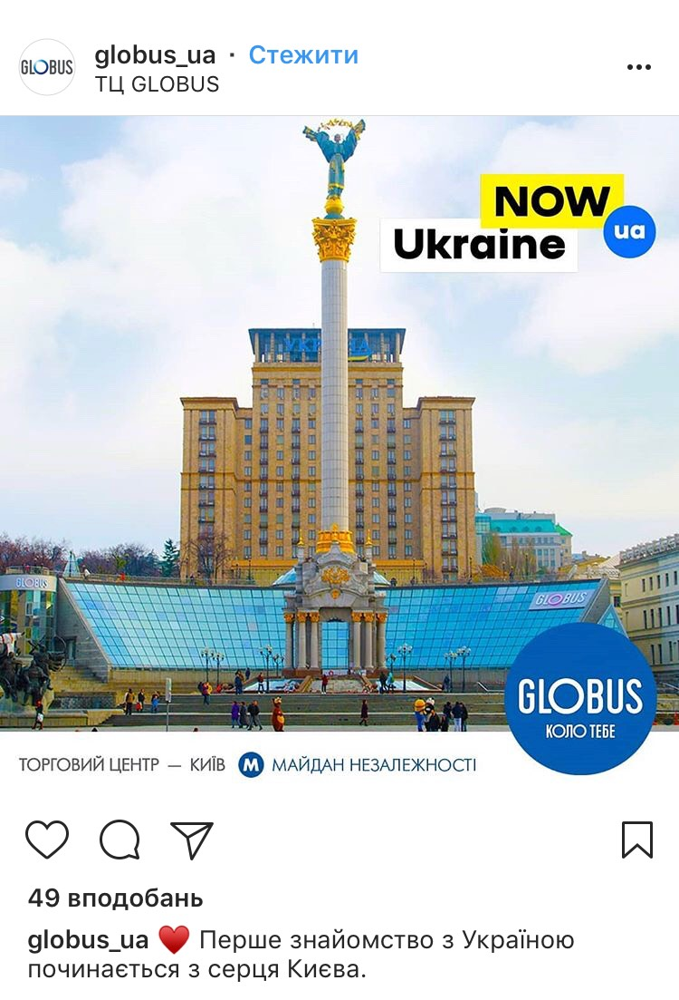 GLOBUS
globus_ua · Стежити
ТЦ GLOBUS
NOW
Ukraine
ua
УКРАЇНА
GLOBUS
GLOBUS
GLOBUS
КОЛО ТЕБЕ
ТОРГОВИЙ ЦЕНТР — КИЇВ М МАЙДАН НЕЗАЛЕЖНОСТІ
49 вподобань
globus_ua ❤️ Перше знайомство з Україною
починається з серця Києва.